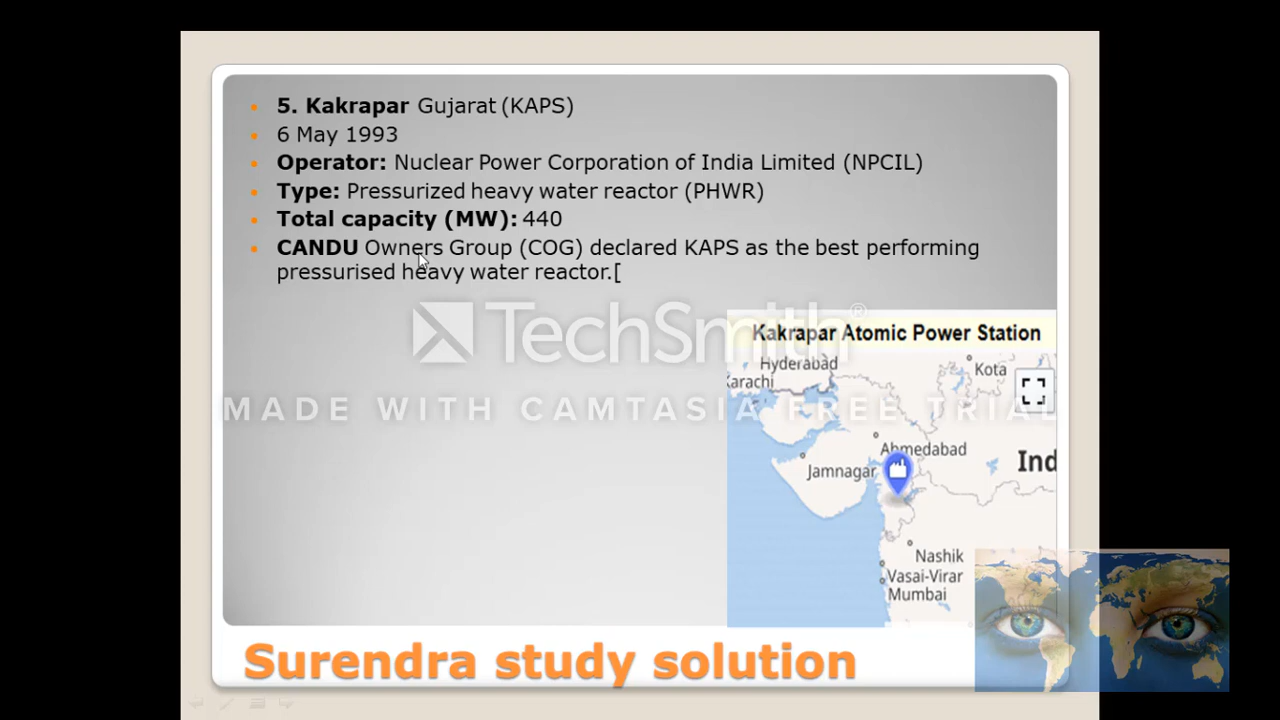 5. Kakrapar Gujarat (KAPS)
6 May 1993
Operator: Nuclear Power Corporation of India Limited (NPCIL)
Type: Pressurized heavy water reactor (PHWR)
Total capacity (MW): 440
CANDU Owners Group (COG) declared KAPS as the best performing
pressurised heavy water reactor.[
TechSmith®
MADE WITH CAMTASIA FREE TRIAL
Kakrapar Atomic Power Station
Hyderabad
Kota
Karachi
Ahmedabad
Jamnagar
Ind
Nashik
Vasai-Virar
Mumbai
Surendra study solution